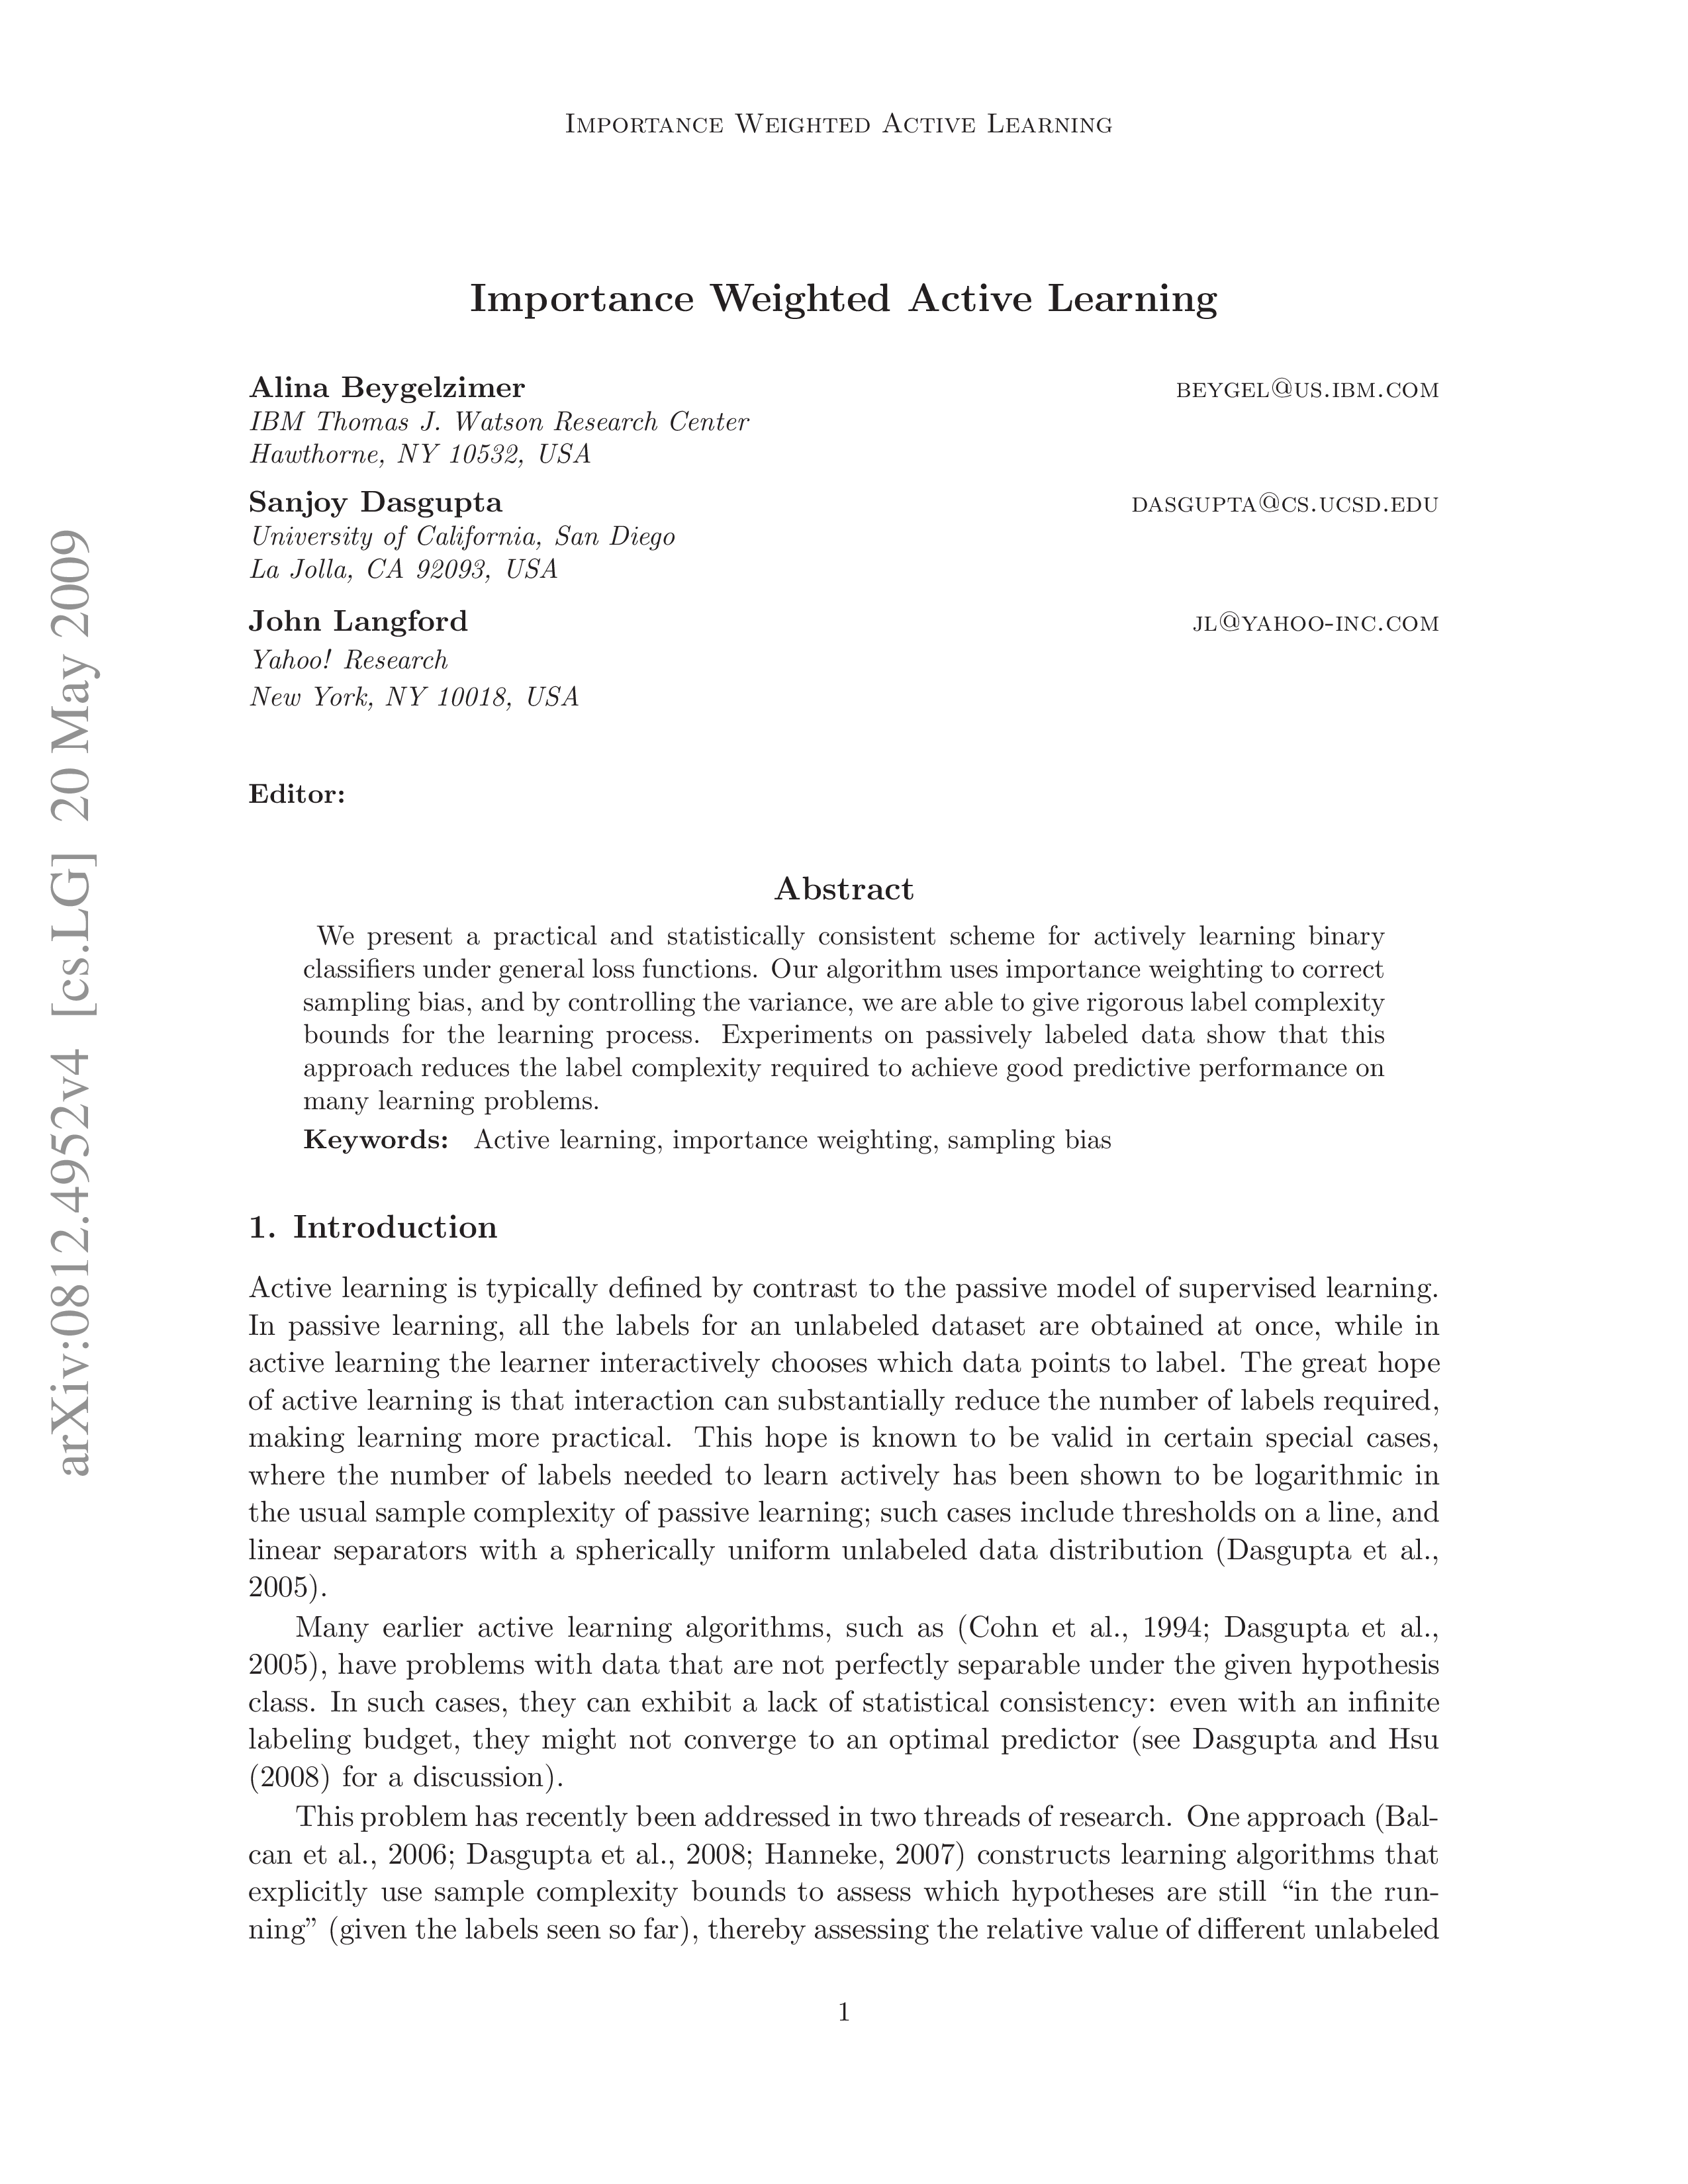 Importance Weighted Active Learning
Importance Weighted Active Learning
Alina Beygelzimer beygel@us.ibm.com
IBM Thomas J. Watson Research Center
Hawthorne, NY 10532, USA
Sanjoy Dasgupta dasgupta@cs.ucsd.edu
University of California, San Diego
La Jolla, CA 92093, USA
John Langford jl@yahoo-inc.com
Yahoo! Research
New York, NY 10018, USA
Editor:
Abstract
We present a practical and statistically consistent scheme for actively learning binary
classifiers under general loss functions. Our algorithm uses importance weighting to correct
sampling bias, and by controlling the variance, we are able to give rigorous label complexity
bounds for the learning process. Experiments on passively labeled data show that this
approach reduces the label complexity required to achieve good predictive performance on
many learning problems.
Keywords: Active learning, importance weighting, sampling bias
1. Introduction
Active learning is typically defined by contrast to the passive model of supervised learning.
In passive learning, all the labels for an unlabeled dataset are obtained at once, while in
active learning the learner interactively chooses which data points to label. The great hope
of active learning is that interaction can substantially reduce the number of labels required,
making learning more practical. This hope is known to be valid in certain special cases,
where the number of labels needed to learn actively has been shown to be logarithmic in
the usual sample complexity of passive learning; such cases include thresholds on a line, and
linear separators with a spherically uniform unlabeled data distribution (Dasgupta et al.,
2005).
Many earlier active learning algorithms, such as (Cohn et al., 1994; Dasgupta et al.,
2005), have problems with data that are not perfectly separable under the given hypothesis
class. In such cases, they can exhibit a lack of statistical consistency: even with an infinite
labeling budget, they might not converge to an optimal predictor (see Dasgupta and Hsu
(2008) for a discussion).
This problem has recently been addressed in two threads of research. One approach (Bal-
can et al., 2006; Dasgupta et al., 2008; Hanneke, 2007) constructs learning algorithms that
explicitly use sample complexity bounds to assess which hypotheses are still “in the run-
ning” (given the labels seen so far), thereby assessing the relative value of different unlabeled
1
arXiv:0812.4952v4 [cs.LG] 20 May 2009